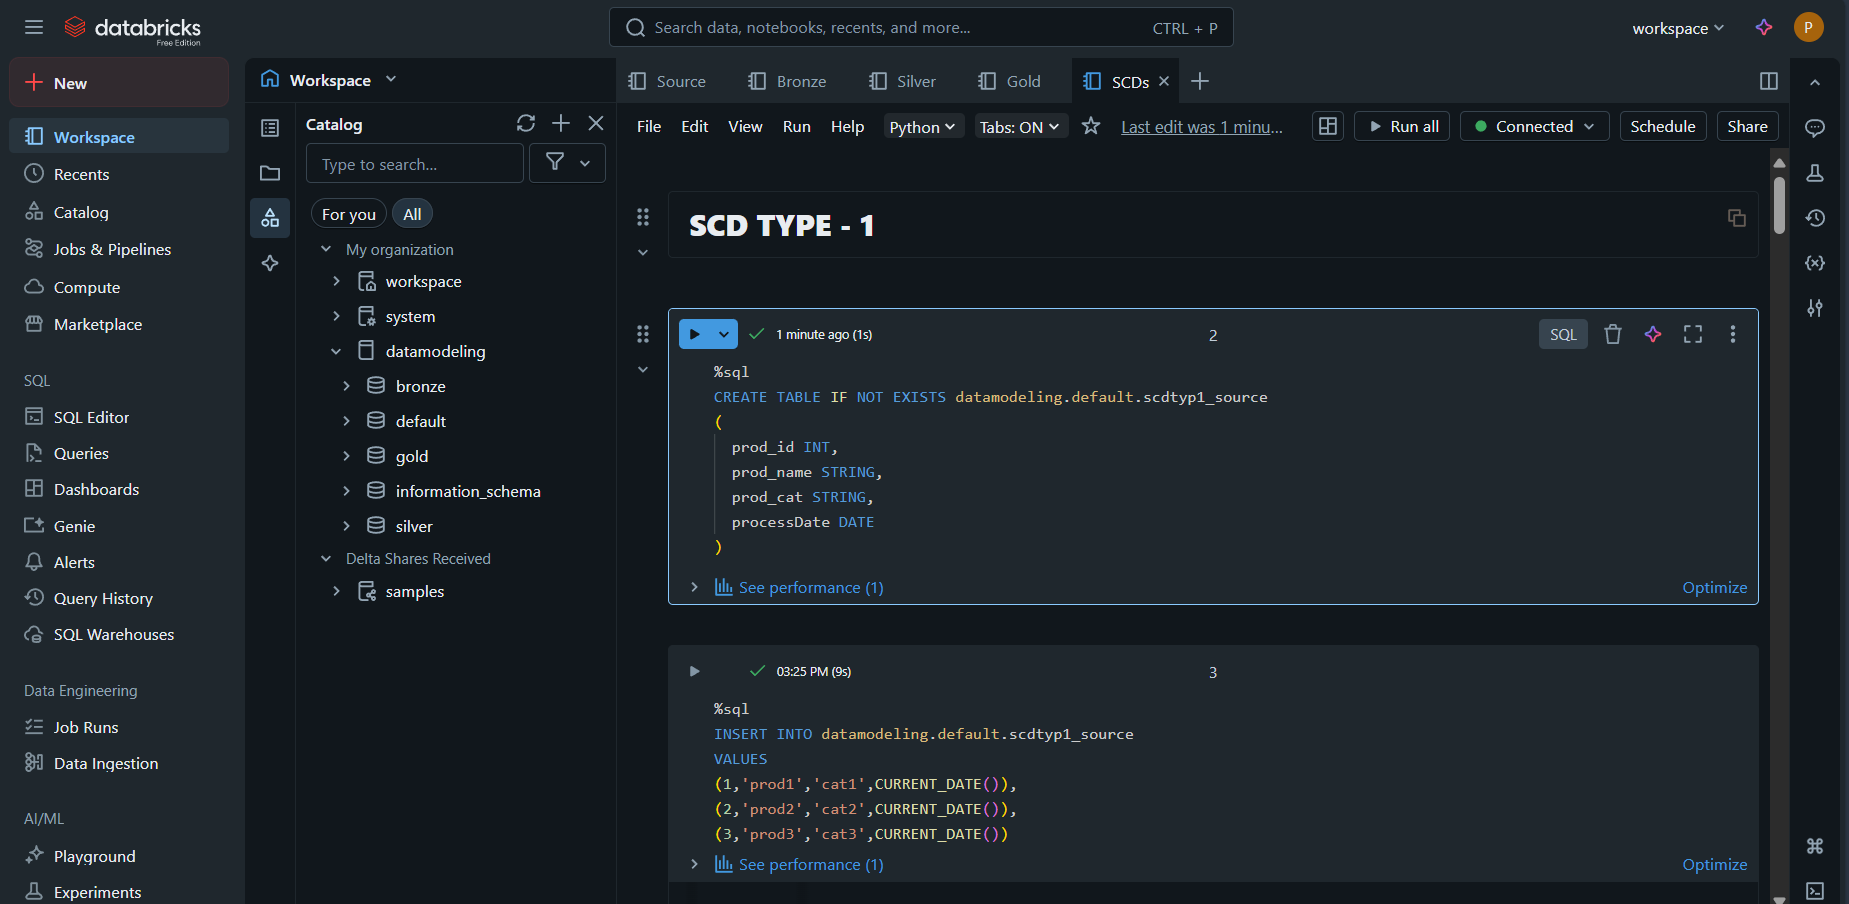 databricks
Free Edition
Search data, notebooks, recents, and more...
CTRL + P
workspace
P
New
Workspace
Recents
Catalog
Jobs & Pipelines
Compute
Marketplace
SQL
SQL Editor
Queries
Dashboards
Genie
Alerts
Query History
SQL Warehouses
Data Engineering
Job Runs
Data Ingestion
AI/ML
Playground
Experiments
Workspace
Catalog
Type to search...
For you
All
My organization
workspace
system
datamodeling
bronze
default
gold
information_schema
silver
Delta Shares Received
samples
Source
Bronze
Silver
Gold
SCDs
File
Edit
View
Run
Help
Python
Tabs: ON
Last edit was 1 minu...
Run all
Connected
Schedule
Share
SCD TYPE - 1
1 minute ago (1s)
2
SQL
%sql
CREATE TABLE IF NOT EXISTS datamodeling.default.scdtyp1_source
(
prod_id INT,
prod_name STRING,
prod_cat STRING,
processDate DATE
)
See performance (1)
Optimize
03:25 PM (9s)
3
%sql
INSERT INTO datamodeling.default.scdtyp1_source
VALUES
(1,'prod1','cat1',CURRENT_DATE()),
(2,'prod2','cat2',CURRENT_DATE()),
(3,'prod3','cat3',CURRENT_DATE())
See performance (1)
Optimize